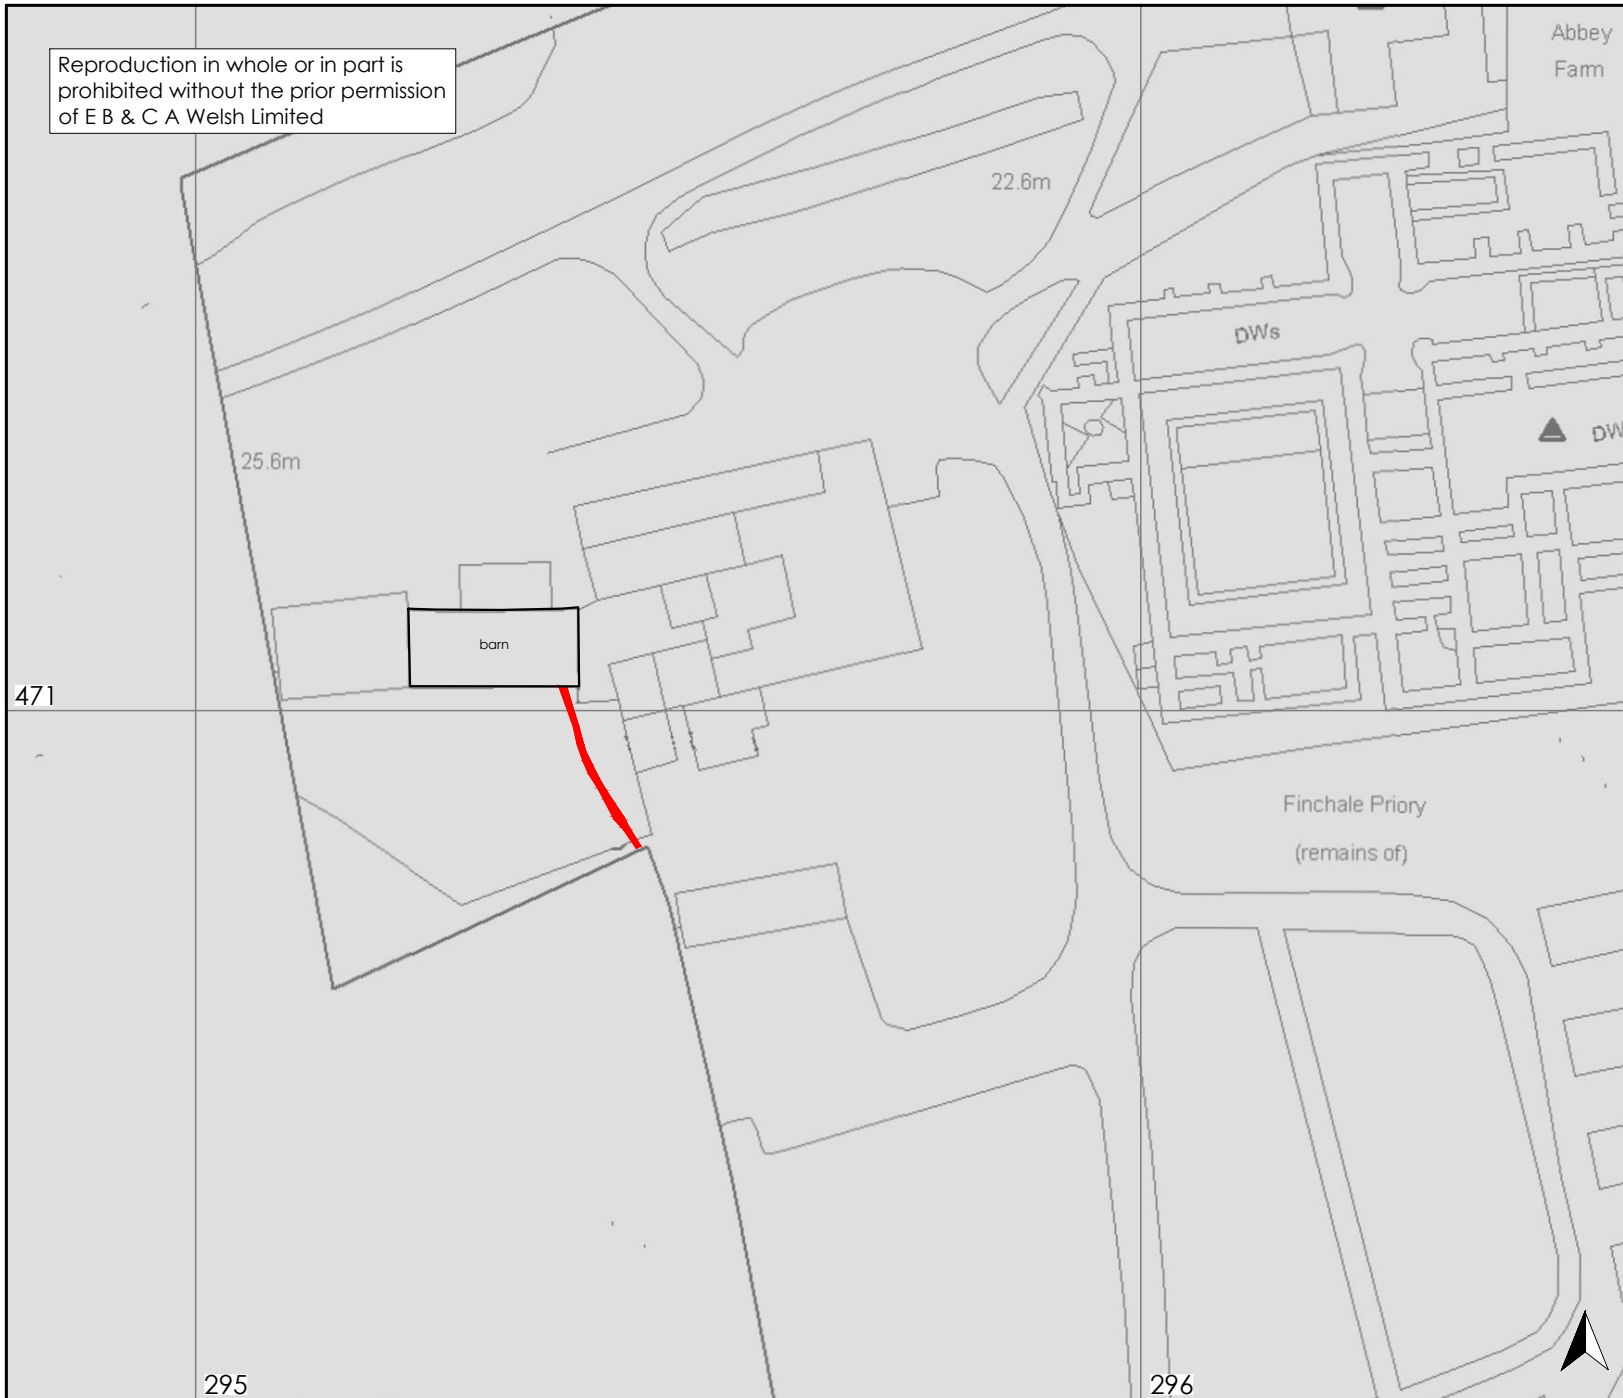 Reproduction in whole or in part is
prohibited without the prior permission
of E B & C A Welsh Limited
Abbey
Farm
22.6m
DWs
DW
25.6m
barn
471
Finchale Priory
(remains of)
295
296